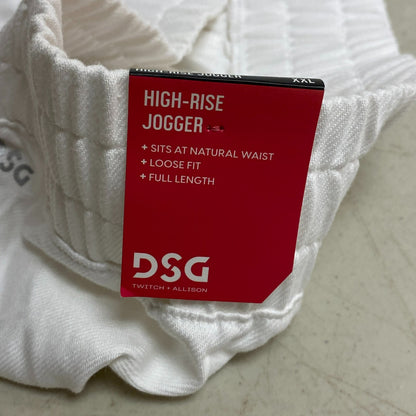 HIGH-RISE JOGGER XXL
HIGH-RISE
JOGGER
+ SITS AT NATURAL WAIST
+ LOOSE FIT
+ FULL LENGTH
DSG
TWITCH + ALLISON
DSG